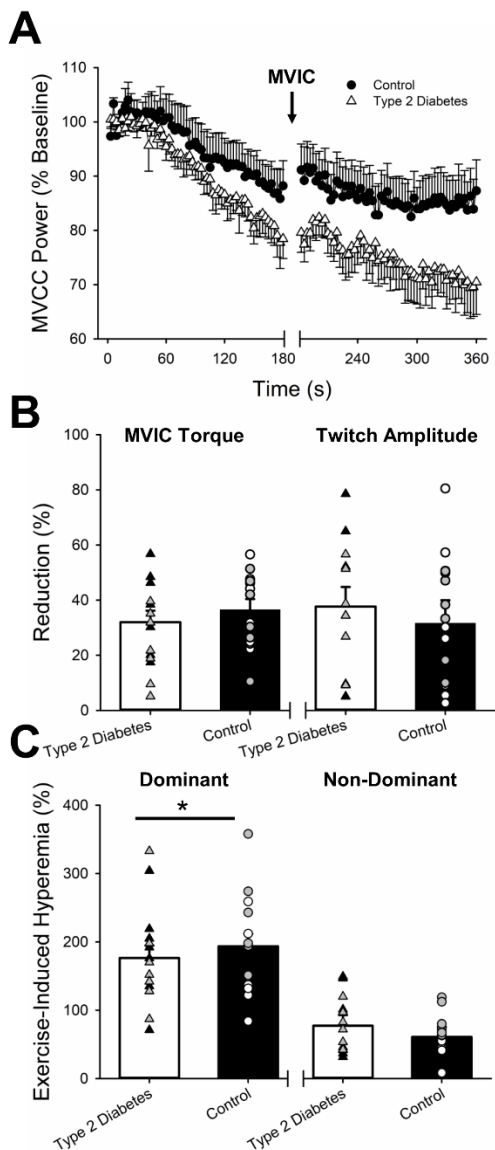 A
MVIC
Control
Type 2 Diabetes
MVCC Power (% Baseline)
110
100
90
80
70
60
0 60 120 180 240 300 360
Time (s)
B
MVIC Torque Twitch Amplitude
Reduction (%)
100
80
60
40
20
0
Type 2 Diabetes Control Type 2 Diabetes Control
C
Dominant Non-Dominant
*
Exercise-Induced Hyperemia (%)
400
300
200
100
0
Type 2 Diabetes Control Type 2 Diabetes Control